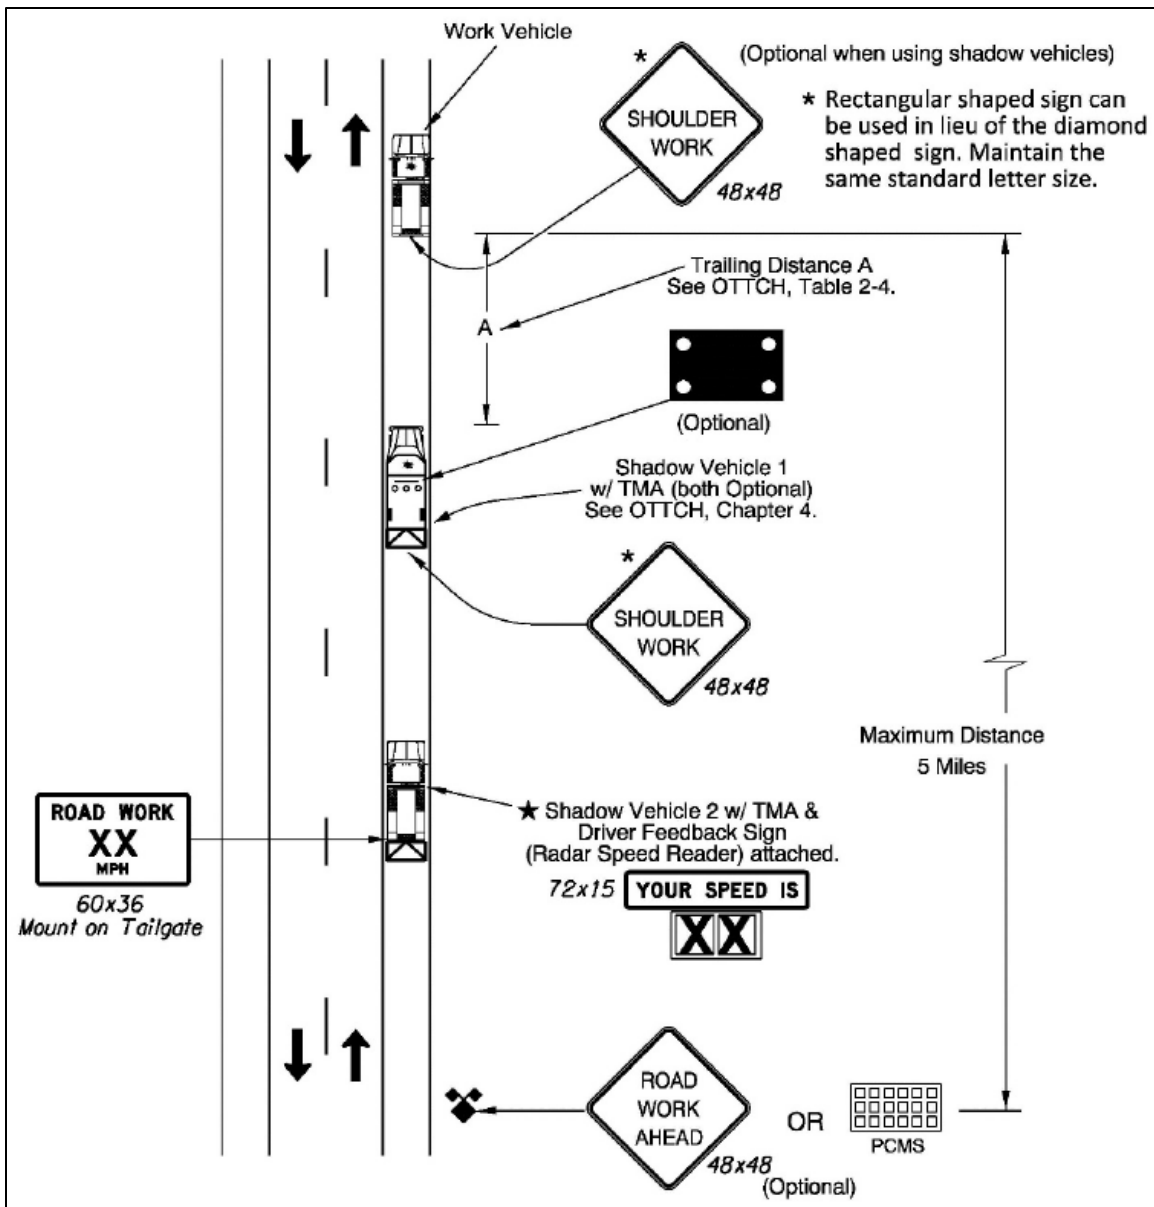 Work Vehicle
*
SHOULDER
WORK
48x48
(Optional when using shadow vehicles)
* Rectangular shaped sign can
be used in lieu of the diamond
shaped sign. Maintain the
same standard letter size.
Trailing Distance A
See OTTCH, Table 2-4.
A
(Optional)
Shadow Vehicle 1
w/ TMA (both Optional)
See OTTCH, Chapter 4.
*
SHOULDER
WORK
48x48
Maximum Distance
5 Miles
ROAD WORK
XX
MPH
60x36
Mount on Tailgate
★ Shadow Vehicle 2 w/ TMA &
Driver Feedback Sign
(Radar Speed Reader) attached.
72x15
YOUR SPEED IS
XX
ROAD
WORK
AHEAD
48x48
(Optional)
OR
PCMS